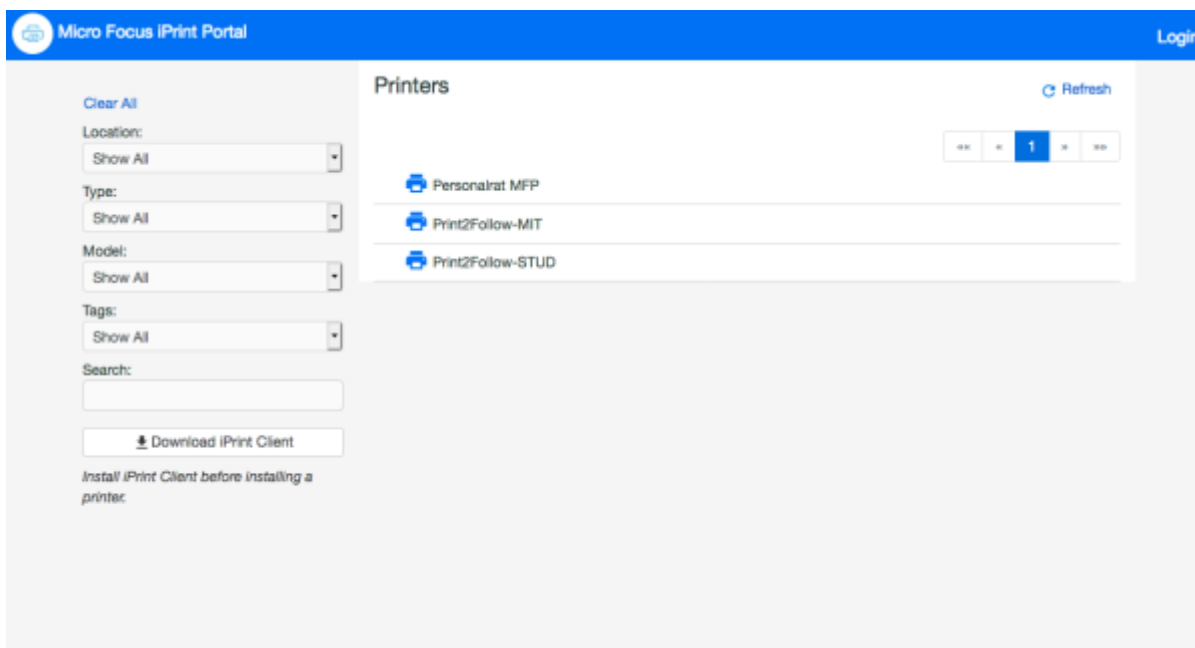 Micro Focus iPrint Portal
Login
Clear All
Location:
Show All
Type:
Show All
Model:
Show All
Tags:
Show All
Search:
Download iPrint Client
Install iPrint Client before installing a
printer.
Printers
Refresh
«« « 1 » »»
Personalrat MFP
Print2Follow-MIT
Print2Follow-STUD